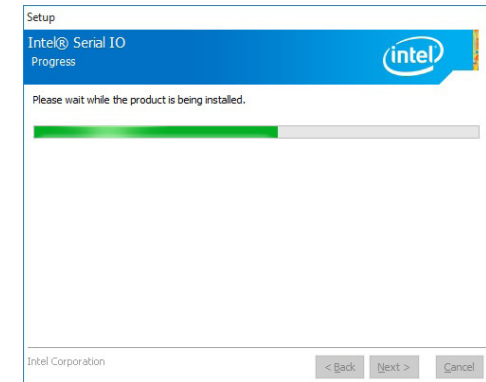 Setup
Intel® Serial IO
Progress
intel
Please wait while the product is being installed.
Intel Corporation
< Back Next > Cancel